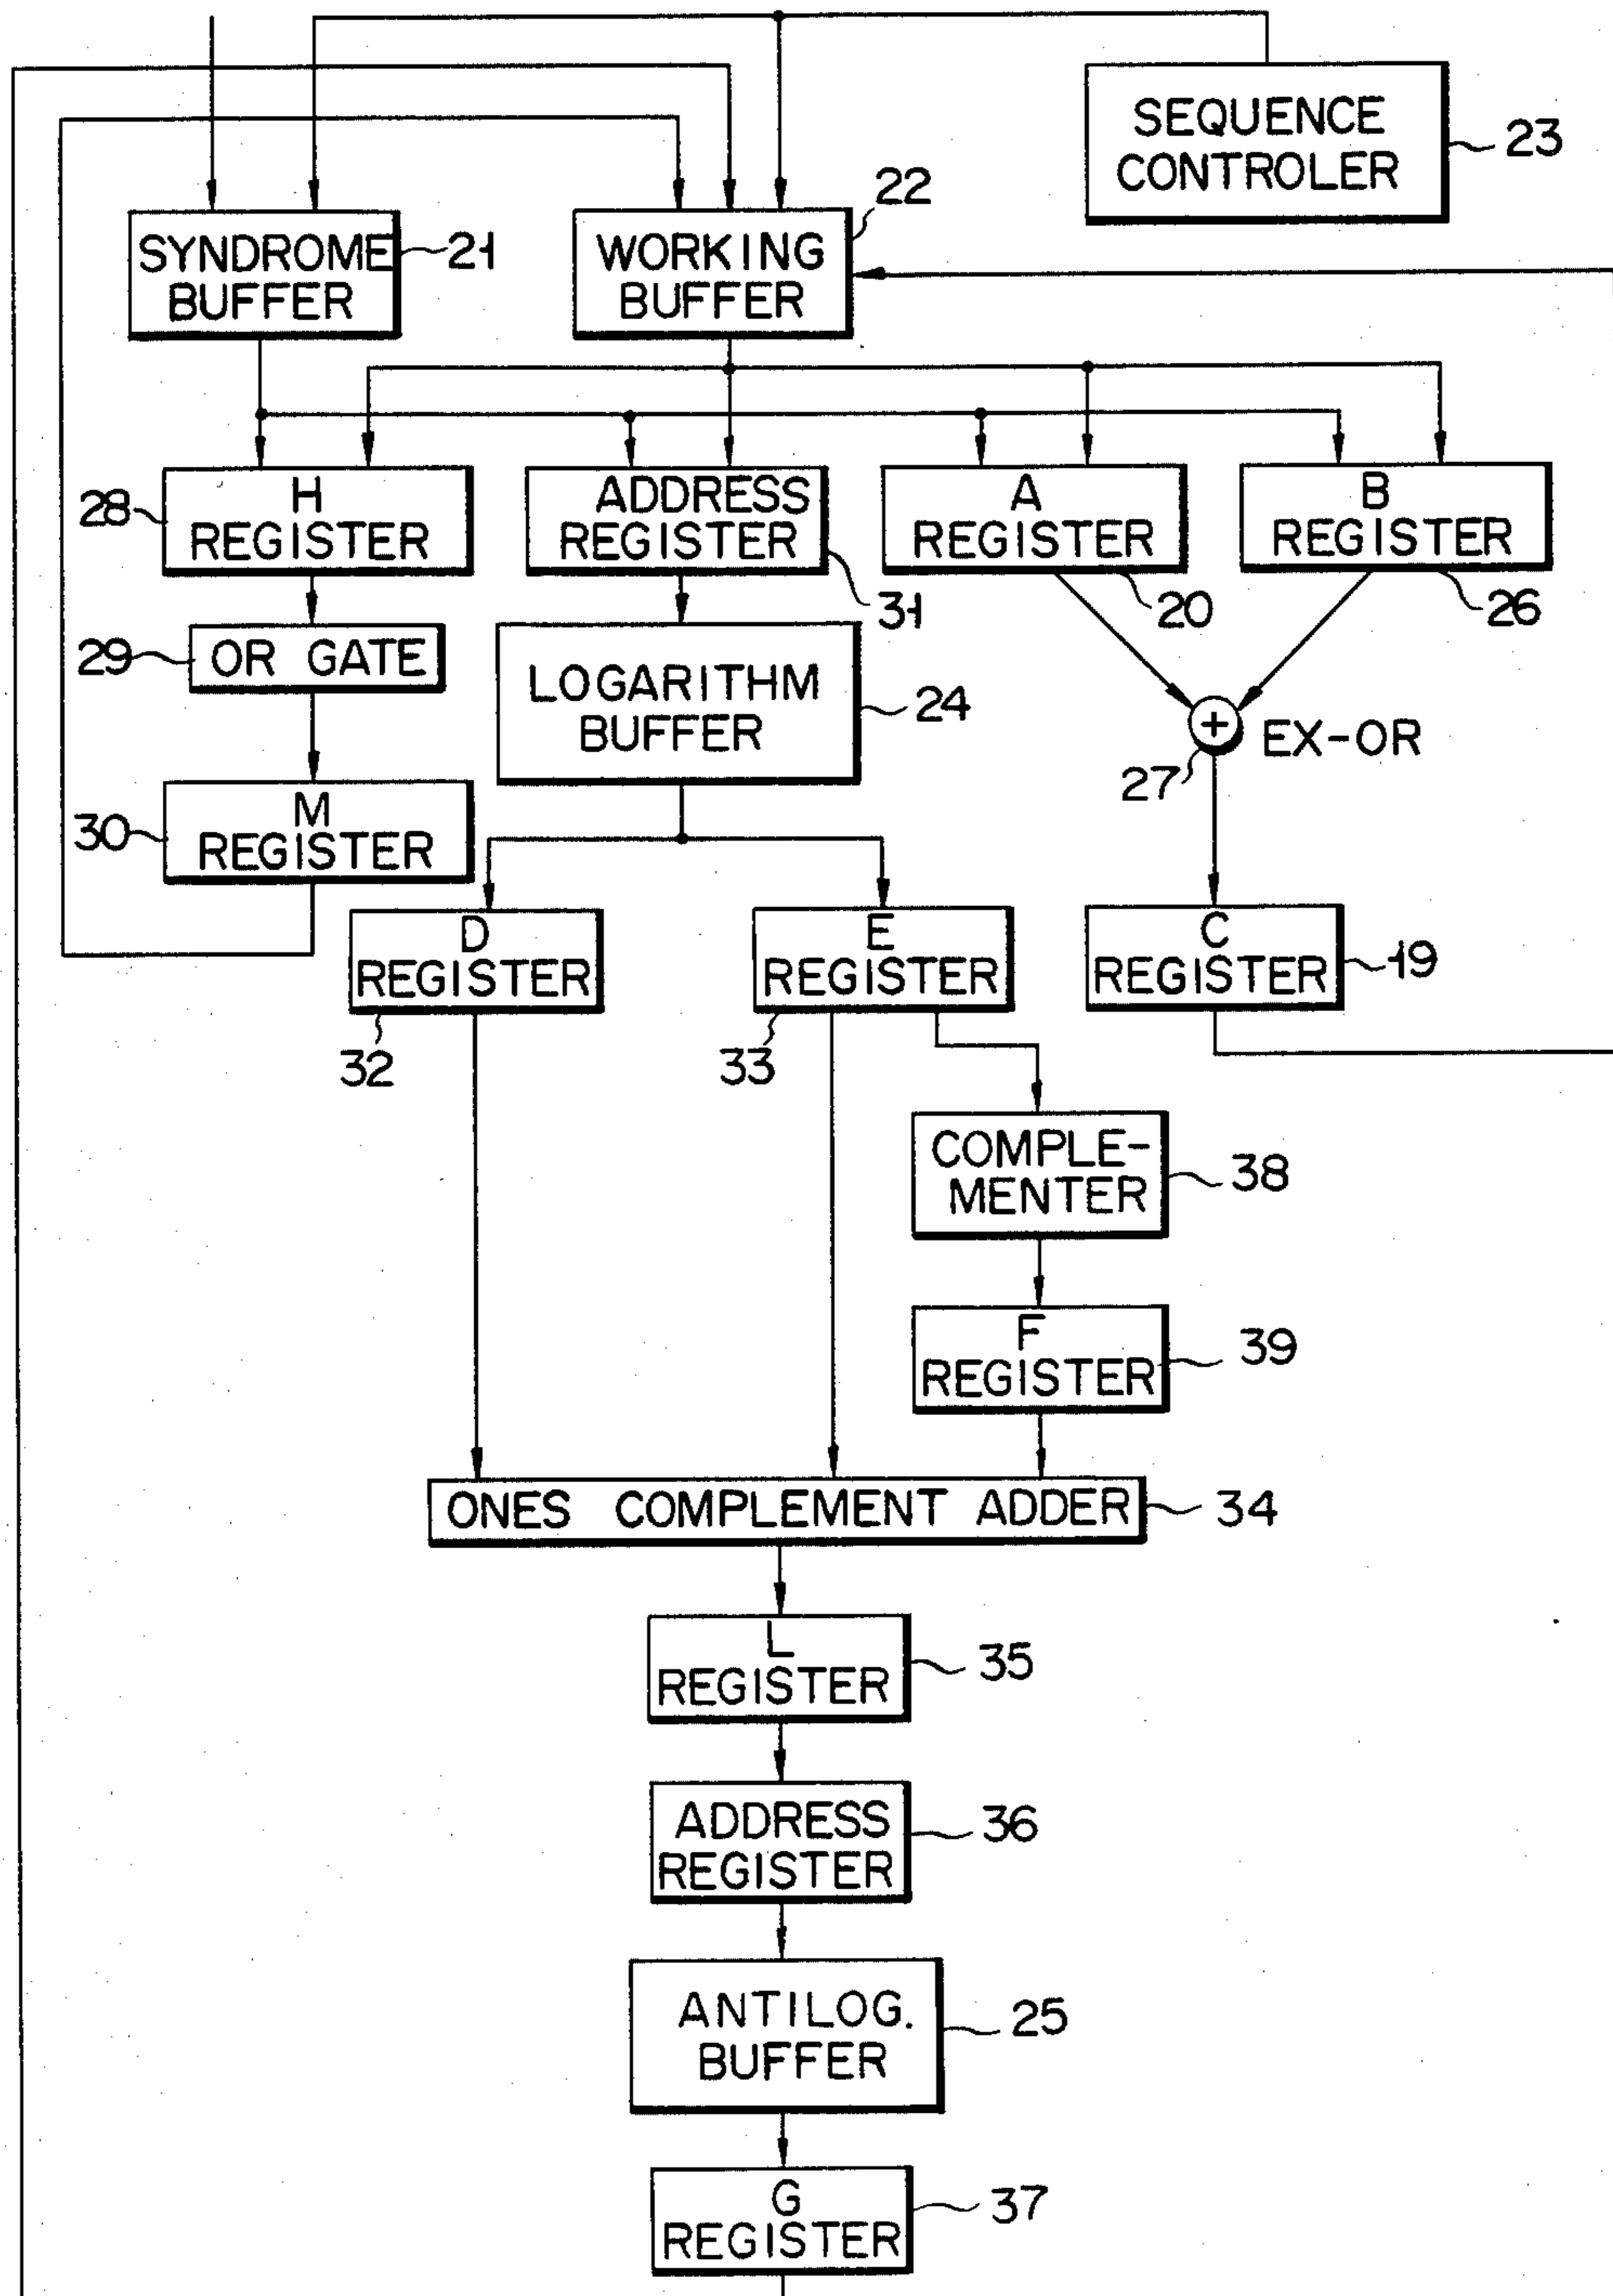 SEQUENCE
CONTROLER
23
22
SYNDROME
BUFFER
21
WORKING
BUFFER
28
H
REGISTER
ADDRESS
REGISTER
31
A
REGISTER
20
B
REGISTER
26
29
OR GATE
LOGARITHM
BUFFER
24
+
EX-OR
27
30
M
REGISTER
D
REGISTER
32
E
REGISTER
33
C
REGISTER
19
COMPLE-
MENTER
38
F
REGISTER
39
ONES COMPLEMENT ADDER
34
L
REGISTER
35
ADDRESS
REGISTER
36
ANTILOG.
BUFFER
25
G
REGISTER
37